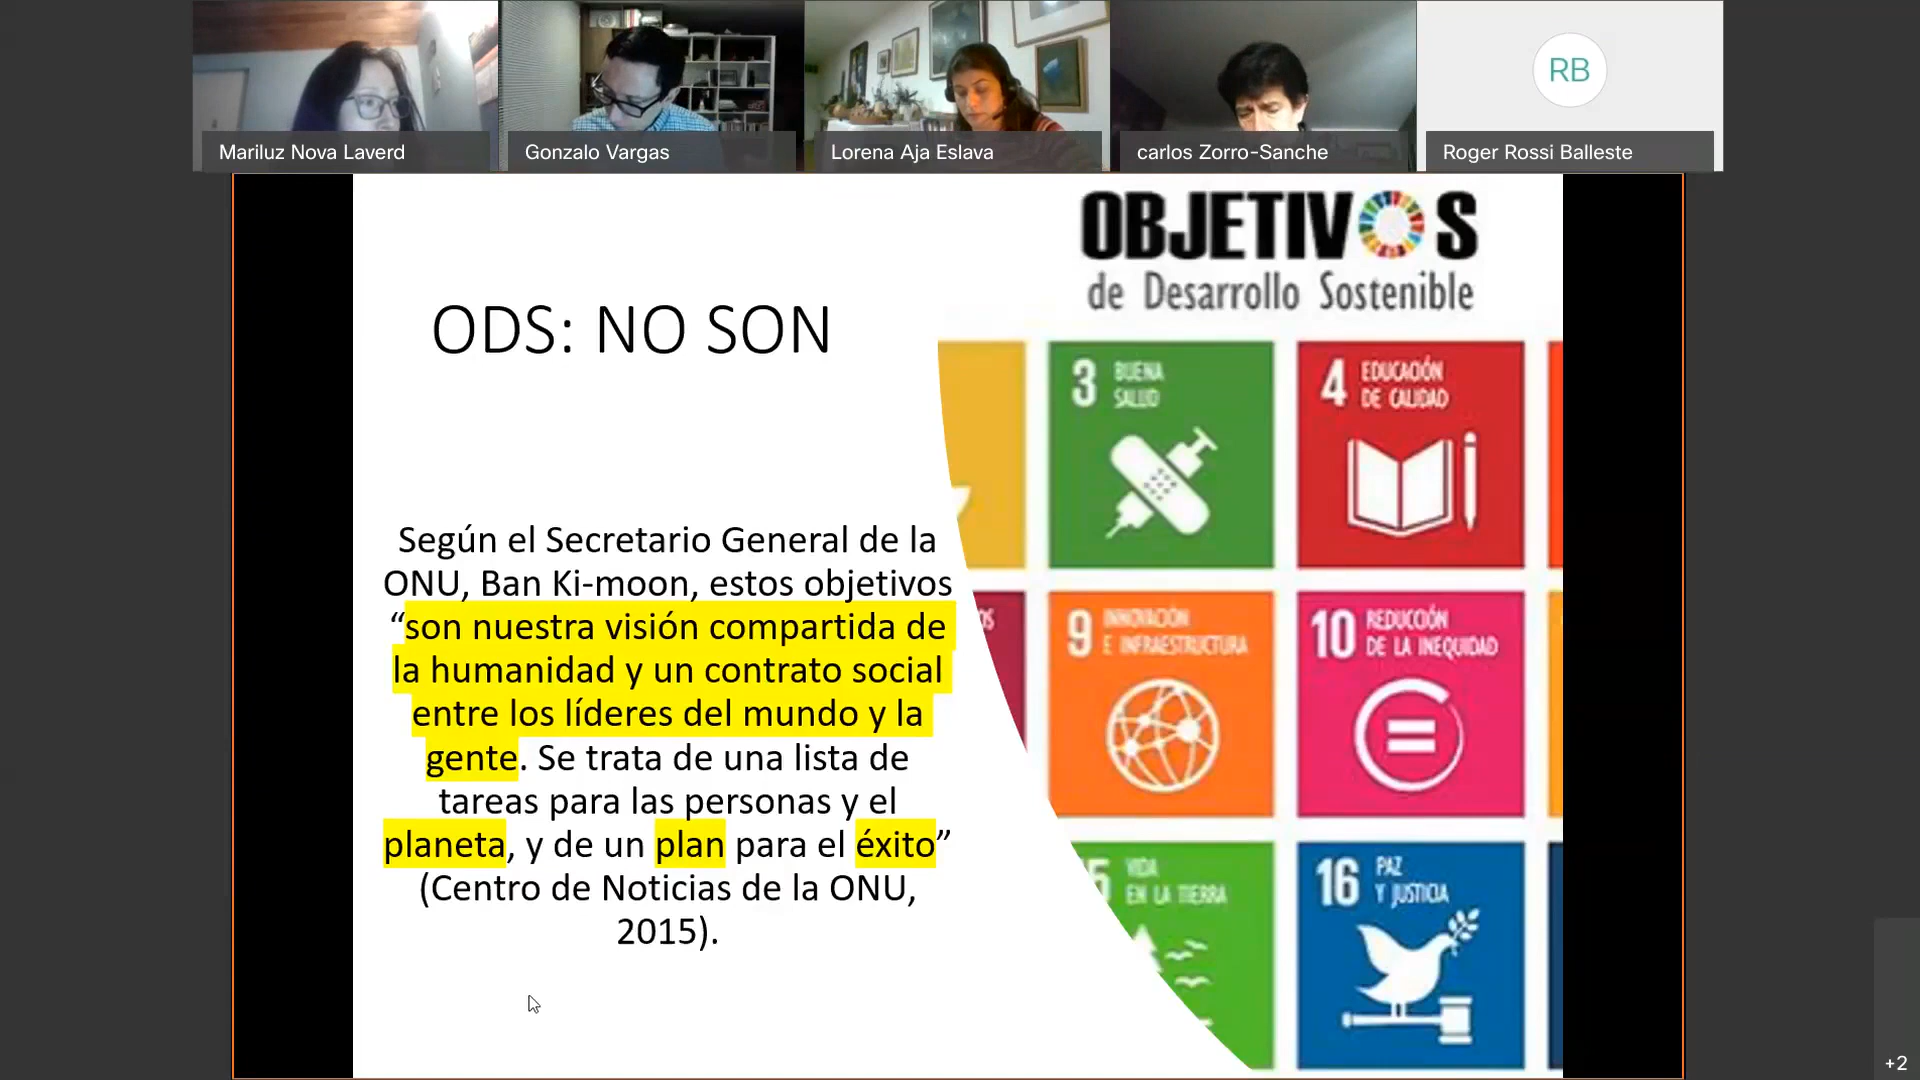 Mariluz Nova Laverd
Gonzalo Vargas
Lorena Aja Eslava
carlos Zorro-Sanche
RB
Roger Rossi Balleste
OBJETIVOS
de Desarrollo Sostenible
ODS: NO SON
Según el Secretario General de la
ONU, Ban Ki-moon, estos objetivos
“son nuestra visión compartida de
la humanidad y un contrato social
entre los líderes del mundo y la
gente. Se trata de una lista de
tareas para las personas y el
planeta, y de un plan para el éxito”
(Centro de Noticias de la ONU,
2015).
3 BUENA
SALUD
4 EDUCACIÓN
DE CALIDAD
9 INNOVACIÓN
E INFRAESTRUCTURA
10 REDUCCIÓN
DE LA INEQUIDAD
5 VIDA
EN LA TIERRA
16 PAZ
Y JUSTICIA
+2